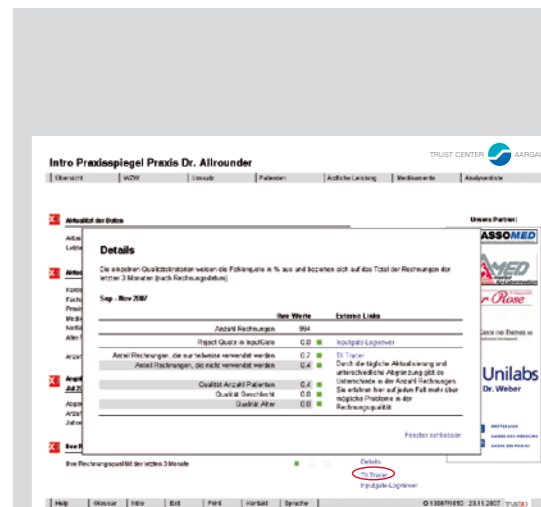 TRUST CENTER AARGAU
Intro Praxisspiegel Praxis Dr. Allrounder
Übersicht WZW Umsatz Patienten Ärztliche Leistung Medikamente Analysenliste
Aktualität der Daten
Unsere Partner:
ASSOMED
Details
Die einzelnen Qualitätskriterien weisen die Fehlerquote in % aus und beziehen sich auf das Total der Rechnungen der
letzten 3 Monaten (nach Rechnungsdatum).
Sep - Nov 2007
Ihre Werte Externe Links
Anzahl Rechnungen 994
Reject Quote in InputGate 0.0 Inputgate-Logviewer
Anteil Rechnungen, die nur teilweise verwendet werden 0.7 TX Tracer
Anteil Rechnungen, die nicht verwendet werden 0.4
Durch die tägliche Aktualisierung und
unterschiedliche Abgrenzung gibt es
Unterschiede in der Anzahl Rechnungen.
Sie erfahren hier auf jeden Fall mehr über
mögliche Probleme in der
Rechnungsqualität.
Qualität Anzahl Patienten 0.4
Qualität Geschlecht 0.0
Qualität Alter 0.0
Fenster schliessen
Rose
Unilabs
Dr. Weber
Ihre Rechnungsqualität der letzten 3 Monate
Details
TX Tracer
Inputgate-Logviewer
Help Glossar Intro Exit Print Kontakt Sprache
23.11.2007